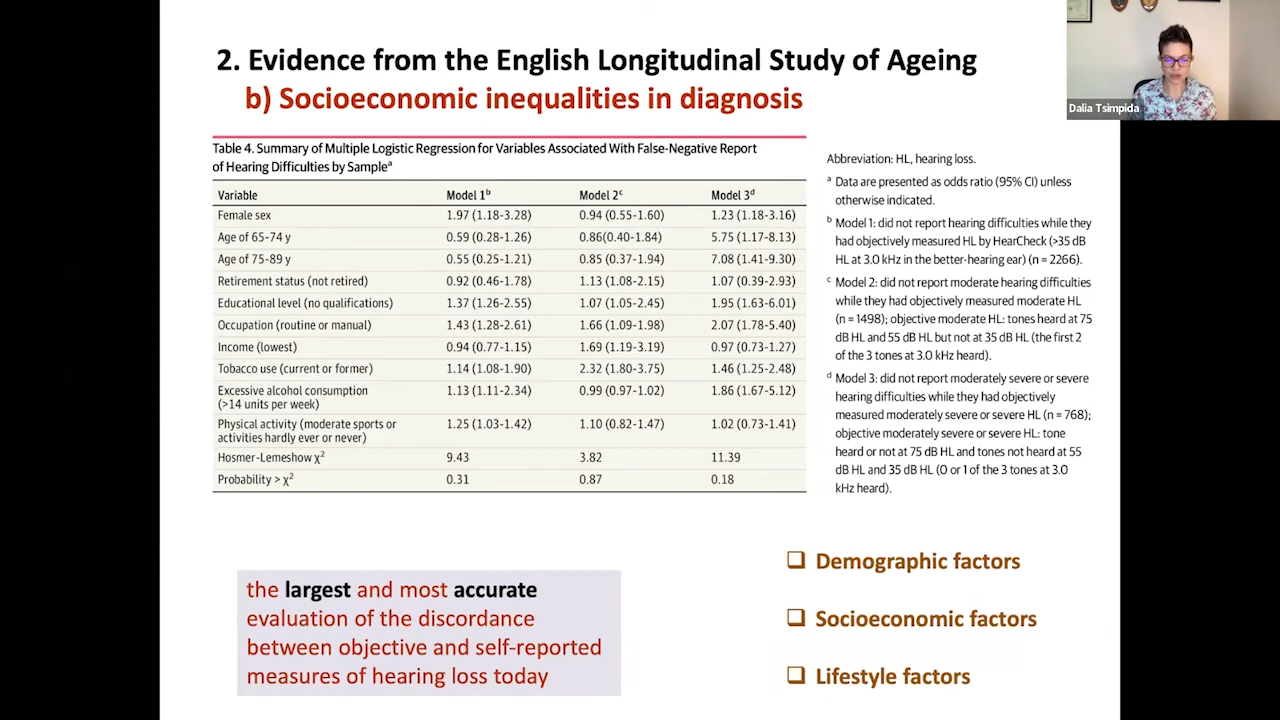 2. Evidence from the English Longitudinal Study of Ageing
b) Socioeconomic inequalities in diagnosis
Dalia Tsimpida
Table 4. Summary of Multiple Logistic Regression for Variables Associated With False-Negative Report
of Hearing Difficulties by Sampleᵃ
Variable Model 1ᵇ Model 2ᶜ Model 3ᵈ
Female sex 1.97 (1.18-3.28) 0.94 (0.55-1.60) 1.23 (1.18-3.16)
Age of 65-74 y 0.59 (0.28-1.26) 0.86(0.40-1.84) 5.75 (1.17-8.13)
Age of 75-89 y 0.55 (0.25-1.21) 0.85 (0.37-1.94) 7.08 (1.41-9.30)
Retirement status (not retired) 0.92 (0.46-1.78) 1.13 (1.08-2.15) 1.07 (0.39-2.93)
Educational level (no qualifications) 1.37 (1.26-2.55) 1.07 (1.05-2.45) 1.95 (1.63-6.01)
Occupation (routine or manual) 1.43 (1.28-2.61) 1.66 (1.09-1.98) 2.07 (1.78-5.40)
Income (lowest) 0.94 (0.77-1.15) 1.69 (1.19-3.19) 0.97 (0.73-1.27)
Tobacco use (current or former) 1.14 (1.08-1.90) 2.32 (1.80-3.75) 1.46 (1.25-2.48)
Excessive alcohol consumption 1.13 (1.11-2.34) 0.99 (0.97-1.02) 1.86 (1.67-5.12)
(>14 units per week)
Physical activity (moderate sports or 1.25 (1.03-1.42) 1.10 (0.82-1.47) 1.02 (0.73-1.41)
activities hardly ever or never)
Hosmer-Lemeshow χ² 9.43 3.82 11.39
Probability > χ² 0.31 0.87 0.18
Abbreviation: HL, hearing loss.
ᵃ Data are presented as odds ratio (95% CI) unless
otherwise indicated.
ᵇ Model 1: did not report hearing difficulties while they
had objectively measured HL by HearCheck (>35 dB
HL at 3.0 kHz in the better-hearing ear) (n = 2266).
ᶜ Model 2: did not report moderate hearing difficulties
while they had objectively measured moderate HL
(n = 1498); objective moderate HL: tones heard at 75
dB HL and 55 dB HL but not at 35 dB HL (the first 2
of the 3 tones at 3.0 kHz heard).
ᵈ Model 3: did not report moderately severe or severe
hearing difficulties while they had objectively
measured moderately severe or severe HL (n = 768);
objective moderately severe or severe HL: tone
heard or not at 75 dB HL and tones not heard at 55
dB HL and 35 dB HL (0 or 1 of the 3 tones at 3.0
kHz heard).
the largest and most accurate
evaluation of the discordance
between objective and self-reported
measures of hearing loss today
❑ Demographic factors
❑ Socioeconomic factors
❑ Lifestyle factors